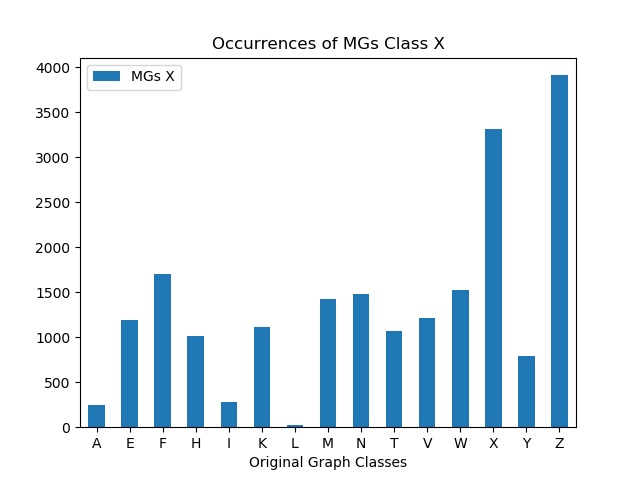 Occurrences of MGs Class X
MGs X
4000
3500
3000
2500
2000
1500
1000
500
0
A E F H I K L M N T V W X Y Z
Original Graph Classes